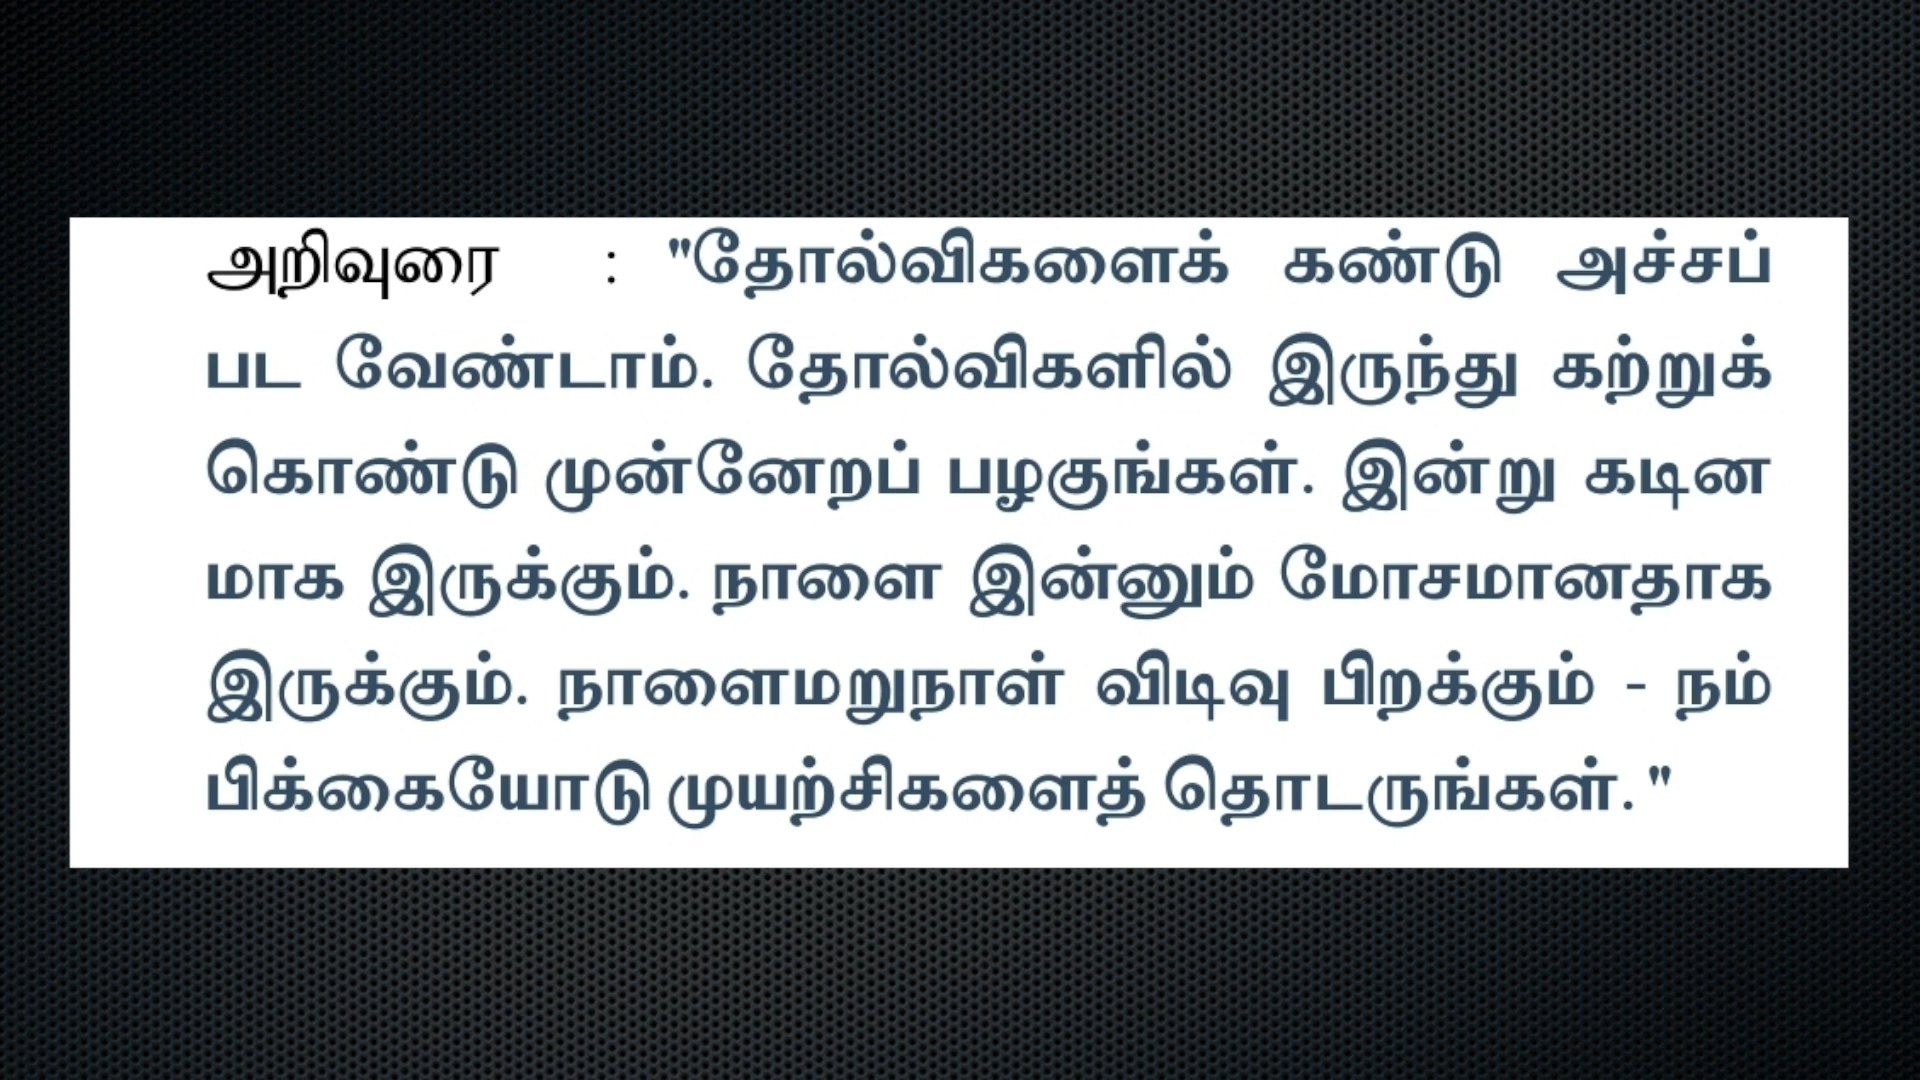 அறிவுரை : "தோல்விகளைக் கண்டு அச்சப்
பட வேண்டாம். தோல்விகளில் இருந்து கற்றுக்
கொண்டு முன்னேறப் பழகுங்கள். இன்று கடின
மாக இருக்கும். நாளை இன்னும் மோசமானதாக
இருக்கும். நாளைமறுநாள் விடிவு பிறக்கும் - நம்
பிக்கையோடு முயற்சிகளைத் தொடருங்கள். "